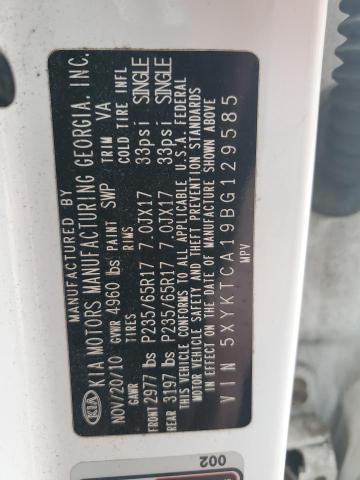 MANUFACTURED BY
KIA KIA MOTORS MANUFACTURING GEORGIA. INC.
NOV/20/10 GVWR 4960 lbs PAINT SWP TRIM VA
GAWR TIRES RIMS COLD TIRE INFL
FRONT 2977 lbs P235/65R17 7.0JX17 33psi SINGLE
REAR 3197 lbs P235/65R17 7.0JX17 33psi SINGLE
THIS VEHICLE CONFORMS TO ALL APPLICABLE U.S.A. FEDERAL
MOTOR VEHICLE SAFETY AND THEFT PREVENTION STANDARDS
IN EFFECT ON THE DATE OF MANUFACTURE SHOWN ABOVE
VIN 5XYKTCA19BG129585
MPV
002